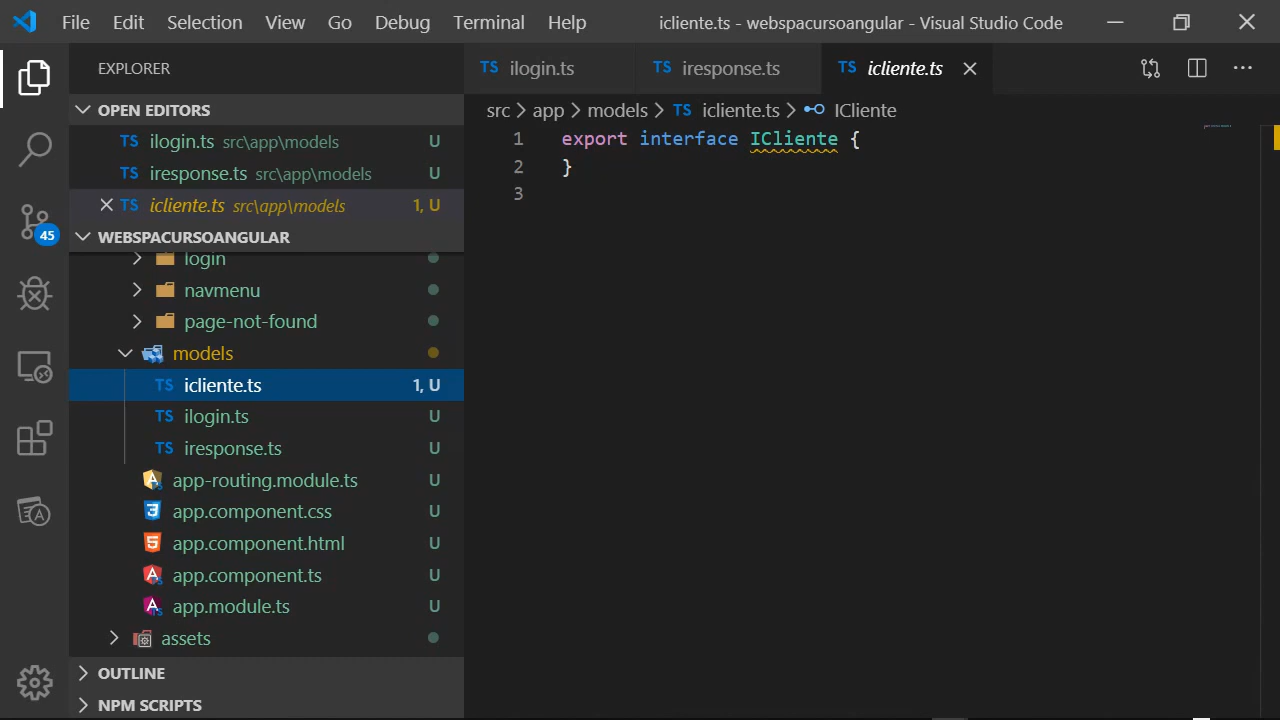 File Edit Selection View Go Debug Terminal Help icliente.ts - webspacursoangular - Visual Studio Code
EXPLORER
TS ilogin.ts TS iresponse.ts TS icliente.ts
OPEN EDITORS
TS ilogin.ts src\app\models U
TS iresponse.ts src\app\models U
TS icliente.ts src\app\models 1, U
45
WEBSPACURSOANGULAR
login
navmenu
page-not-found
models
TS icliente.ts 1, U
TS ilogin.ts U
TS iresponse.ts U
app-routing.module.ts U
app.component.css U
app.component.html U
app.component.ts U
app.module.ts U
assets
OUTLINE
NPM SCRIPTS
src > app > models > TS icliente.ts > ICliente
1 export interface ICliente {
2 }
3